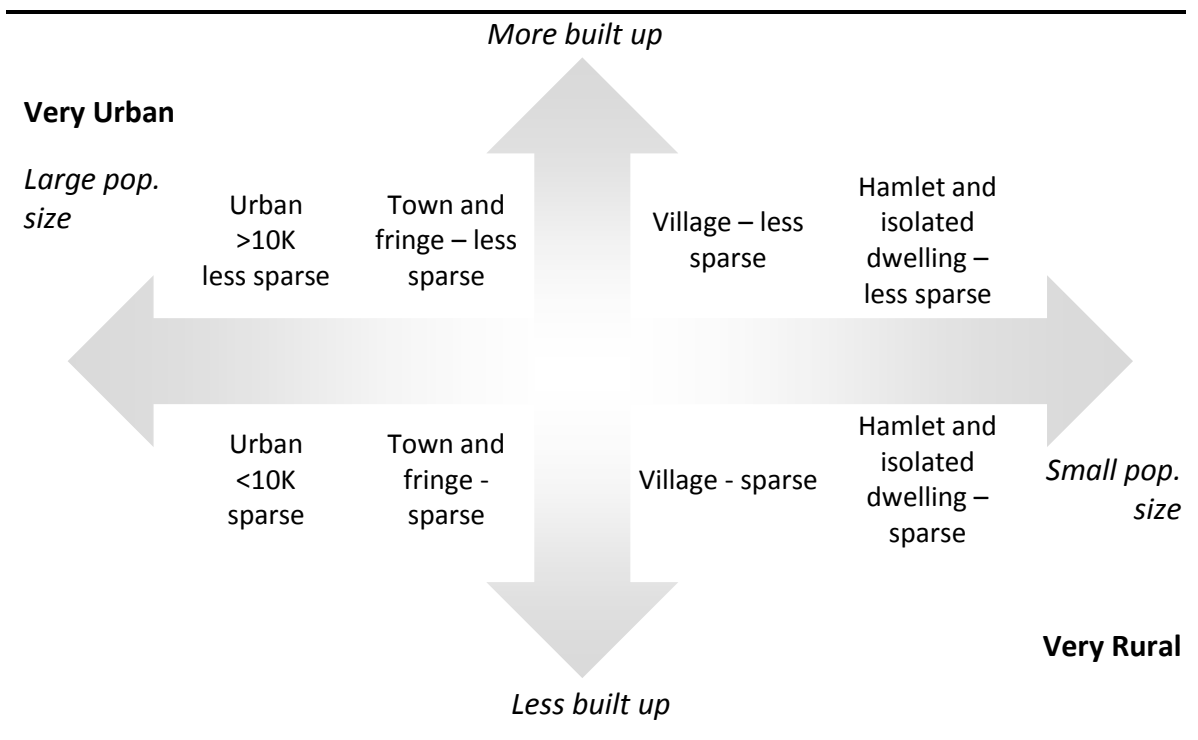 More built up
Very Urban
Large pop.
size
Urban
>10K
less sparse
Town and
fringe – less
sparse
Village – less
sparse
Hamlet and
isolated
dwelling –
less sparse
Urban
<10K
sparse
Town and
fringe -
sparse
Village - sparse
Hamlet and
isolated
dwelling –
sparse
Small pop.
size
Very Rural
Less built up